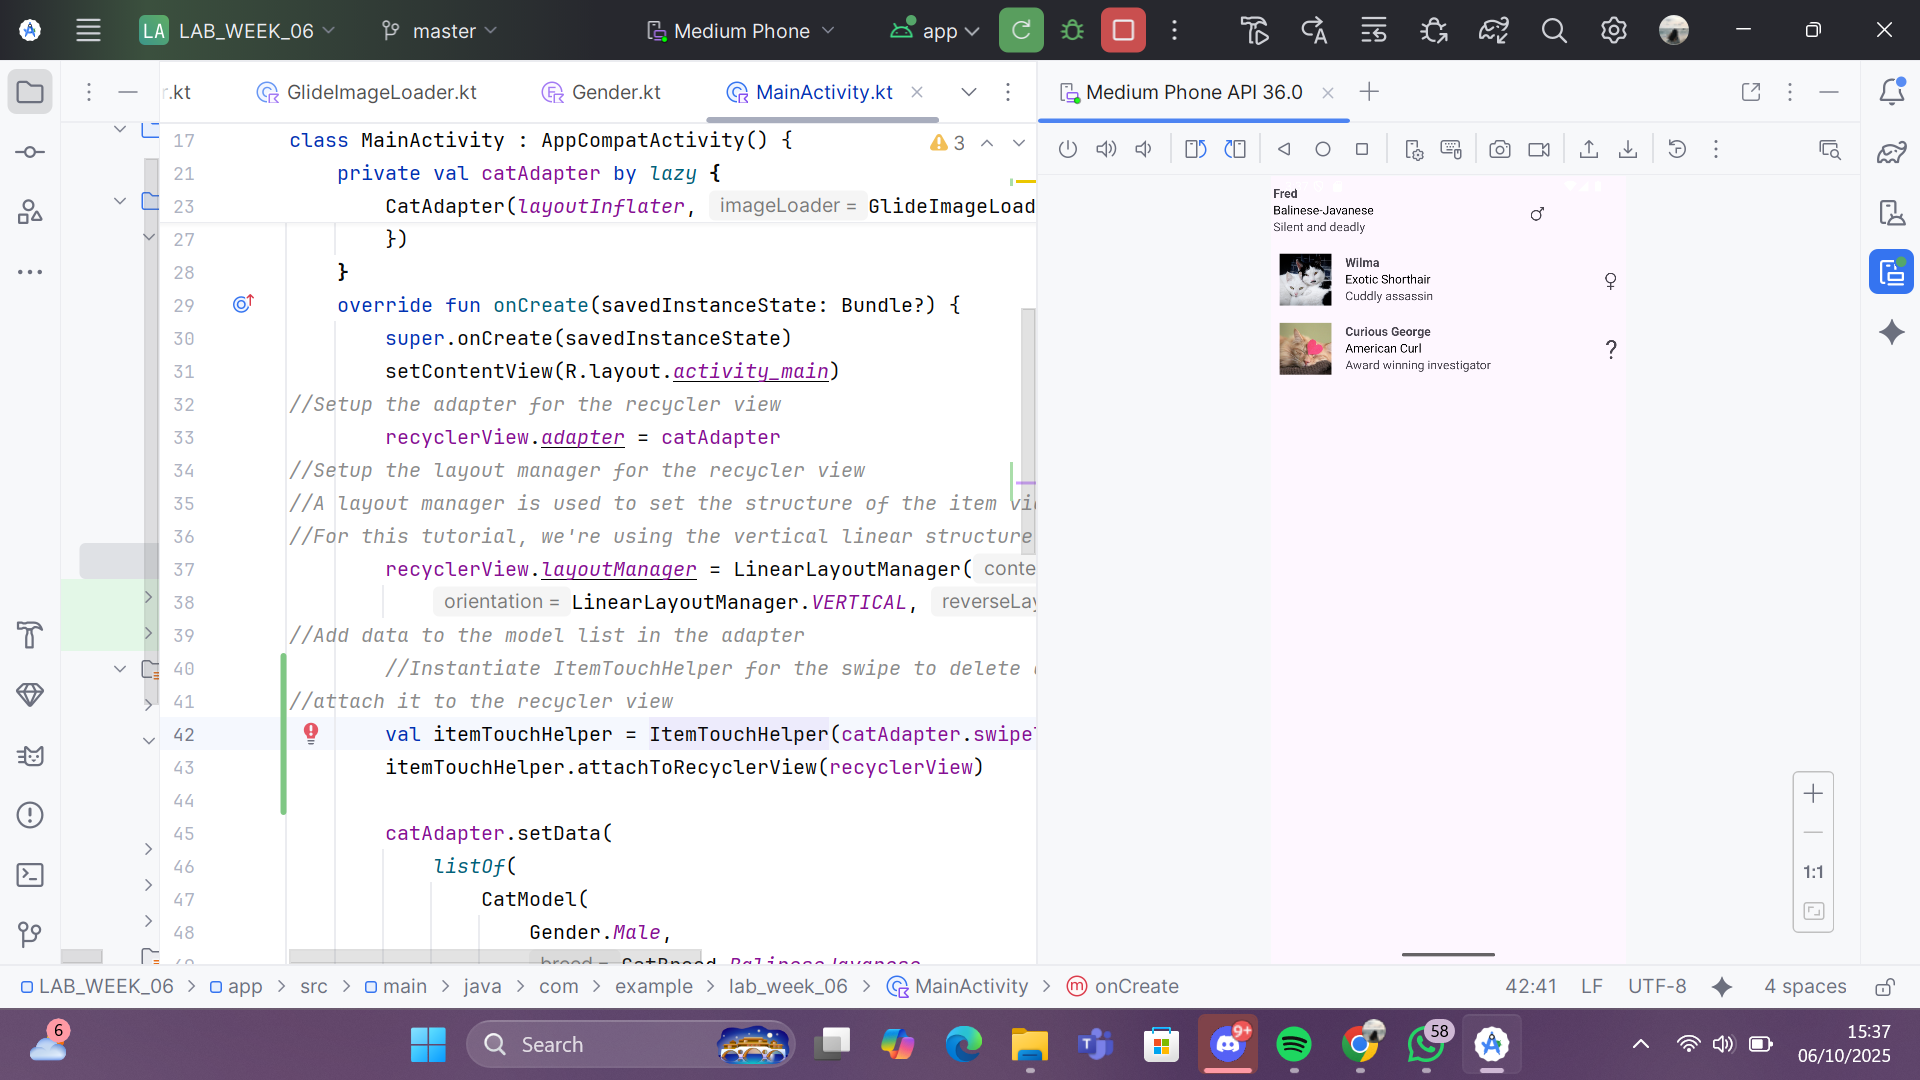 LA LAB_WEEK_06
master
Medium Phone
app
r.kt
GlideImageLoader.kt
Gender.kt
MainActivity.kt
Medium Phone API 36.0
17 class MainActivity : AppCompatActivity() {
3
21 private val catAdapter by lazy {
23 CatAdapter(layoutInflater, imageLoader = GlideImageLoad
27 })
28 }
29 override fun onCreate(savedInstanceState: Bundle?) {
30 super.onCreate(savedInstanceState)
31 setContentView(R.layout.activity_main)
32 //Setup the adapter for the recycler view
33 recyclerView.adapter = catAdapter
34 //Setup the layout manager for the recycler view
35 //A layout manager is used to set the structure of the item vi
36 //For this tutorial, we're using the vertical linear structure
37 recyclerView.layoutManager = LinearLayoutManager( conte
38 orientation = LinearLayoutManager.VERTICAL, reverseLay
39 //Add data to the model list in the adapter
40 //Instantiate ItemTouchHelper for the swipe to delete
41 //attach it to the recycler view
42 val itemTouchHelper = ItemTouchHelper(catAdapter.swipe
43 itemTouchHelper.attachToRecyclerView(recyclerView)
44
45 catAdapter.setData(
46 listOf(
47 CatModel(
48 Gender.Male,
Fred
Balinese-Javanese
Silent and deadly
♂
Wilma
Exotic Shorthair
Cuddly assassin
♀
Curious George
American Curl
Award winning investigator
?
1:1
LAB_WEEK_06 > app > src > main > java > com > example > lab_week_06 > MainActivity > onCreate
42:41
LF
UTF-8
4 spaces
6
Search
9+
58
15:37
06/10/2025